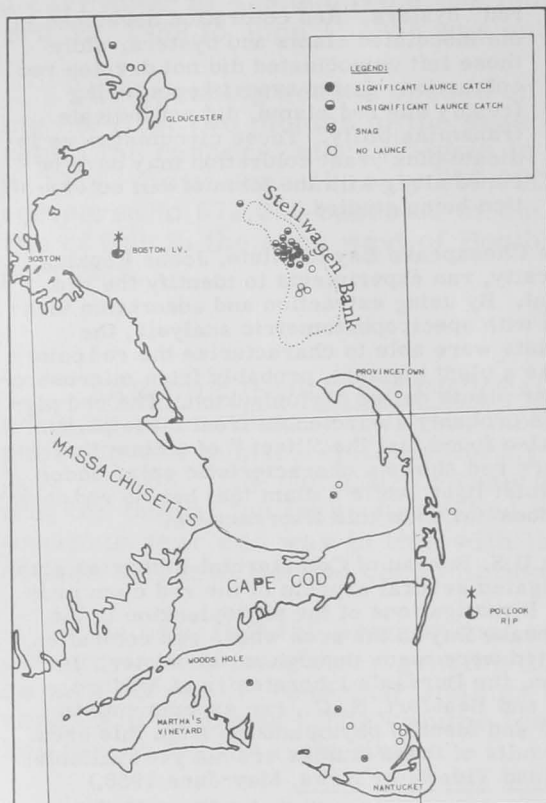 LEGEND:
SIGNIFICANT LAUNCE CATCH
INSIGNIFICANT LAUNCE CATCH
SNAG
NO LAUNCE
GLOUCESTER
BOSTON LV.
BOSTON
Stellwagen Bank
PROVINCETOWN
MASSACHUSETTS
CAPE COD
POLLOCK
RIP
WOODS HOLE
MARTHA'S
VINEYARD
NANTUCKET